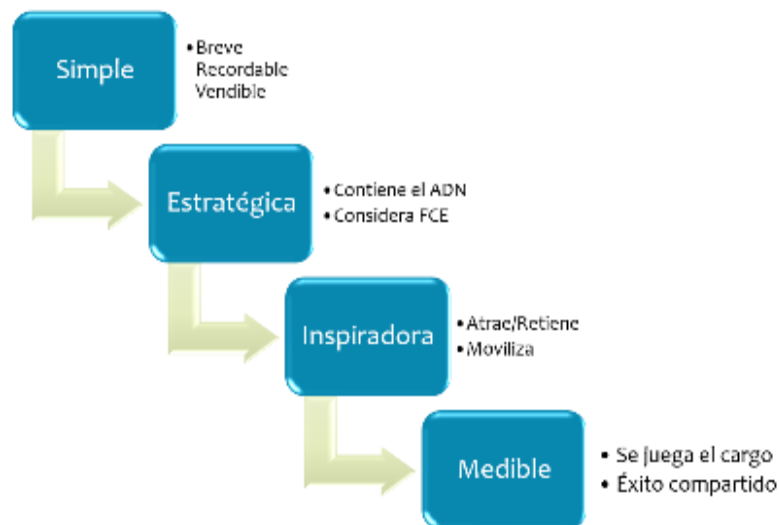 Simple
• Breve
Recordable
Vendible
Estratégica
• Contiene el ADN
• Considera FCE
Inspiradora
• Atrae/Retiene
• Moviliza
Medible
• Se juega el cargo
• Éxito compartido